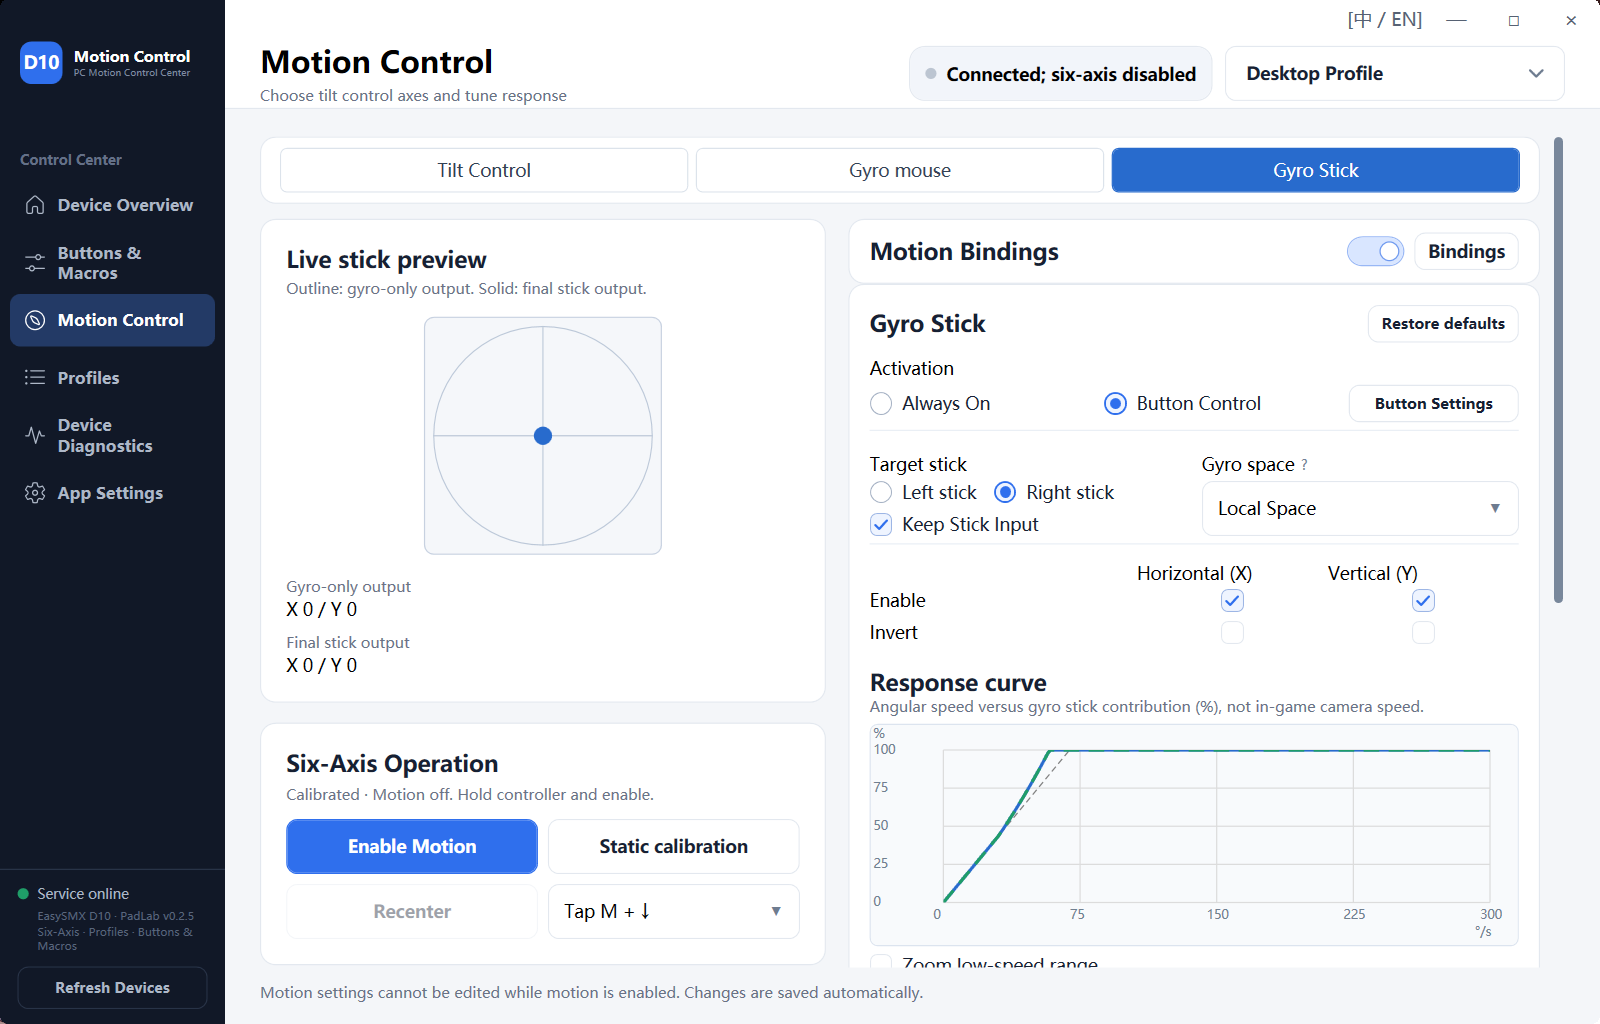 [中 / EN]
D10
Motion Control
PC Motion Control Center
Control Center
Device Overview
Buttons &
Macros
Motion Control
Profiles
Device
Diagnostics
App Settings
Service online
EasySMX D10 · PadLab v0.2.5
Six-Axis · Profiles · Buttons &
Macros
Refresh Devices
Motion Control
Choose tilt control axes and tune response
Connected; six-axis disabled
Desktop Profile
Tilt Control
Gyro mouse
Gyro Stick
Live stick preview
Outline: gyro-only output. Solid: final stick output.
Gyro-only output
X 0 / Y 0
Final stick output
X 0 / Y 0
Six-Axis Operation
Calibrated · Motion off. Hold controller and enable.
Enable Motion
Static calibration
Recenter
Tap M + ↓
Motion Bindings
Bindings
Gyro Stick
Restore defaults
Activation
Always On
Button Control
Button Settings
Target stick
Gyro space ?
Left stick
Right stick
Local Space
Keep Stick Input
Horizontal (X)
Vertical (Y)
Enable
Invert
Response curve
Angular speed versus gyro stick contribution (%), not in-game camera speed.
%
100
75
50
25
0
0
75
150
225
300
°/s
Zoom low-speed range
Motion settings cannot be edited while motion is enabled. Changes are saved automatically.